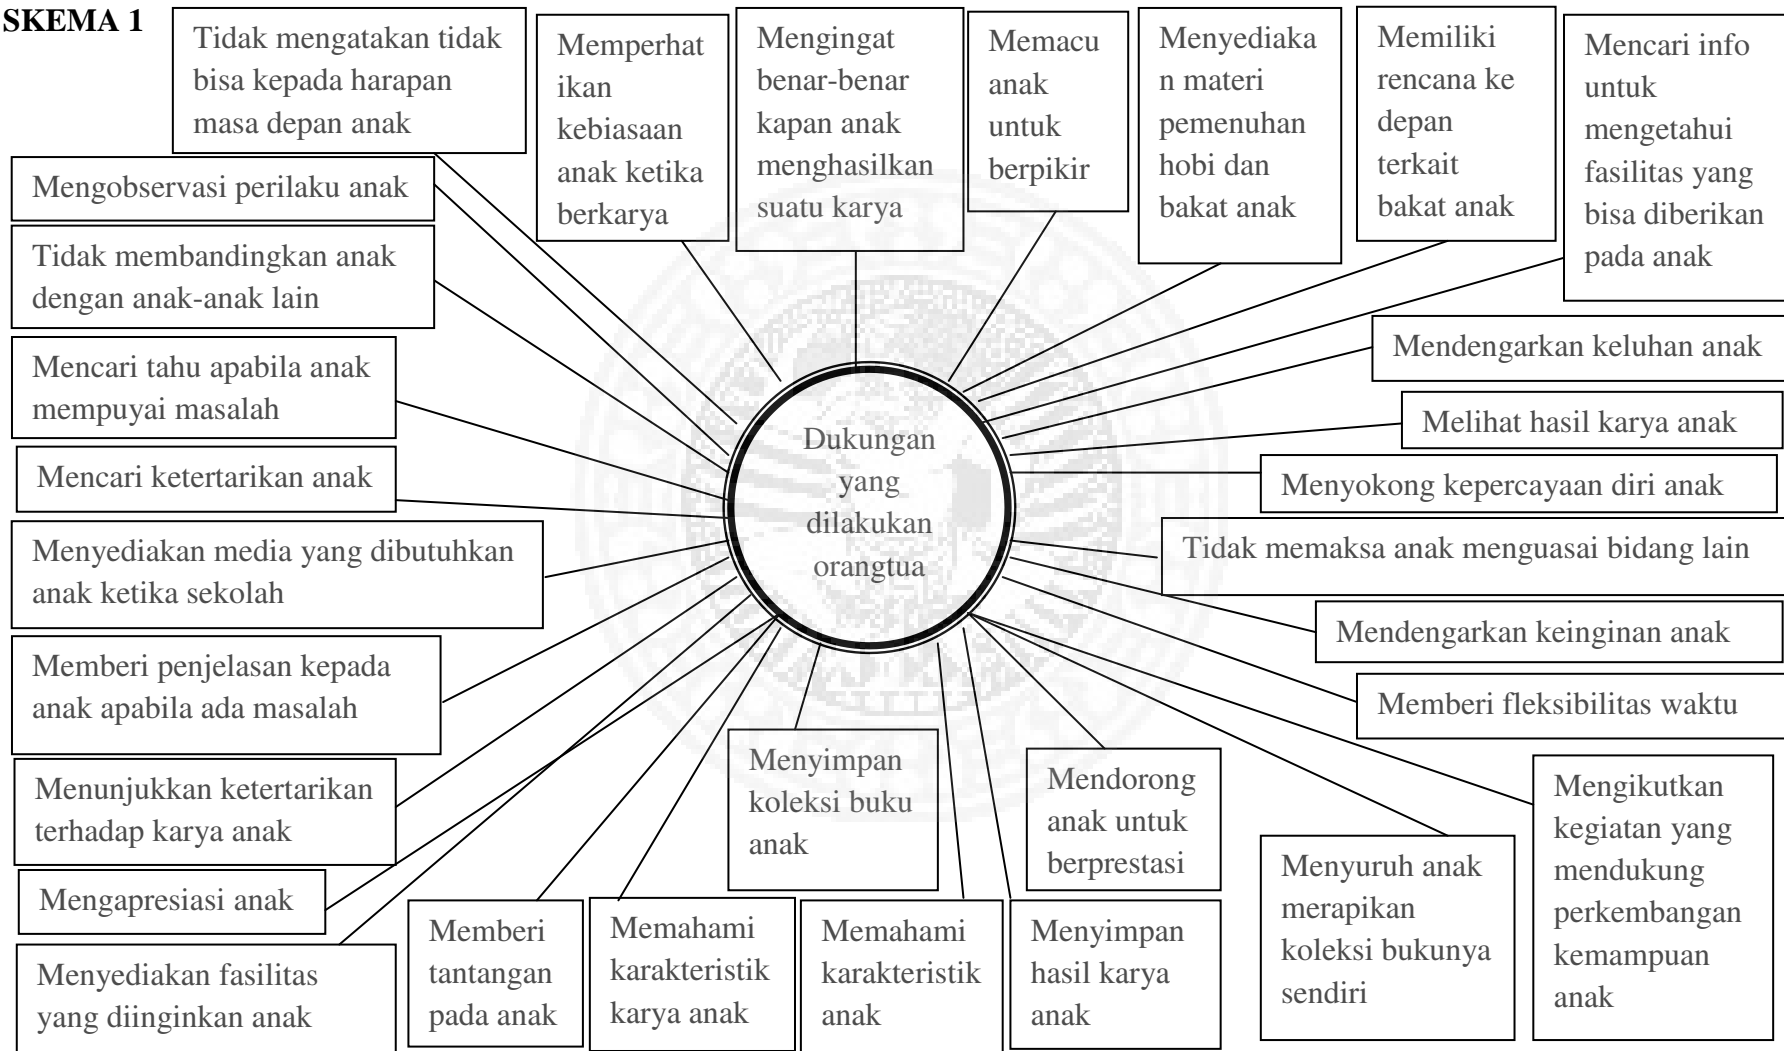 SKEMA 1
Tidak mengatakan tidak
bisa kepada harapan
masa depan anak
Memperhat
ikan
kebiasaan
anak ketika
berkarya
Mengingat
benar-benar
kapan anak
menghasilkan
suatu karya
Memacu
anak
untuk
berpikir
Menyediaka
n materi
pemenuhan
hobi dan
bakat anak
Memiliki
rencana ke
depan
terkait
bakat anak
Mencari info
untuk
mengetahui
fasilitas yang
bisa diberikan
pada anak
Mengobservasi perilaku anak
Tidak membandingkan anak
dengan anak-anak lain
Mencari tahu apabila anak
mempuyai masalah
Mencari ketertarikan anak
Menyediakan media yang dibutuhkan
anak ketika sekolah
Memberi penjelasan kepada
anak apabila ada masalah
Menunjukkan ketertarikan
terhadap karya anak
Mengapresiasi anak
Menyediakan fasilitas
yang diinginkan anak
Dukungan
yang
dilakukan
orangtua
Mendengarkan keluhan anak
Melihat hasil karya anak
Menyokong kepercayaan diri anak
Tidak memaksa anak menguasai bidang lain
Mendengarkan keinginan anak
Memberi fleksibilitas waktu
Memberi
tantangan
pada anak
Memahami
karakteristik
karya anak
Menyimpan
koleksi buku
anak
Memahami
karakteristik
anak
Menyimpan
hasil karya
anak
Mendorong
anak untuk
berprestasi
Menyuruh anak
merapikan
koleksi bukunya
sendiri
Mengikutkan
kegiatan yang
mendukung
perkembangan
kemampuan
anak